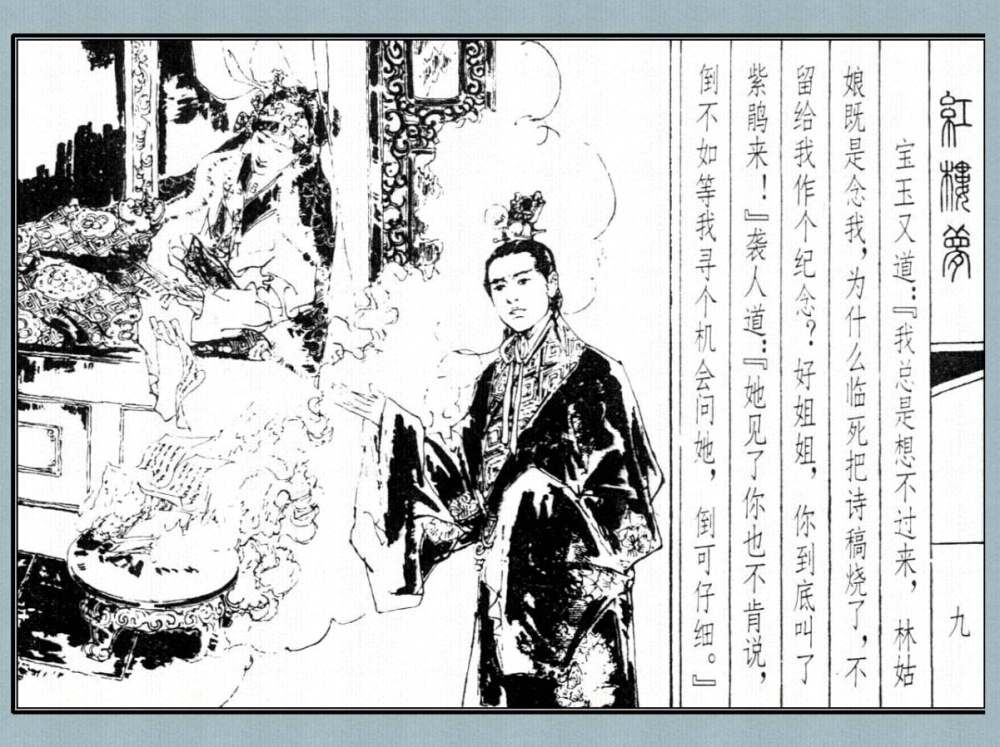 紅樓夢
九
宝玉又道：『我总是想不过来，林姑
娘既是念我，为什么临死把诗稿烧了，不
留给我作个纪念？好姐姐，你到底叫了
紫鹃来！』袭人道：『她见了你也不肯说，
倒不如等我寻个机会问她，倒可仔细。』